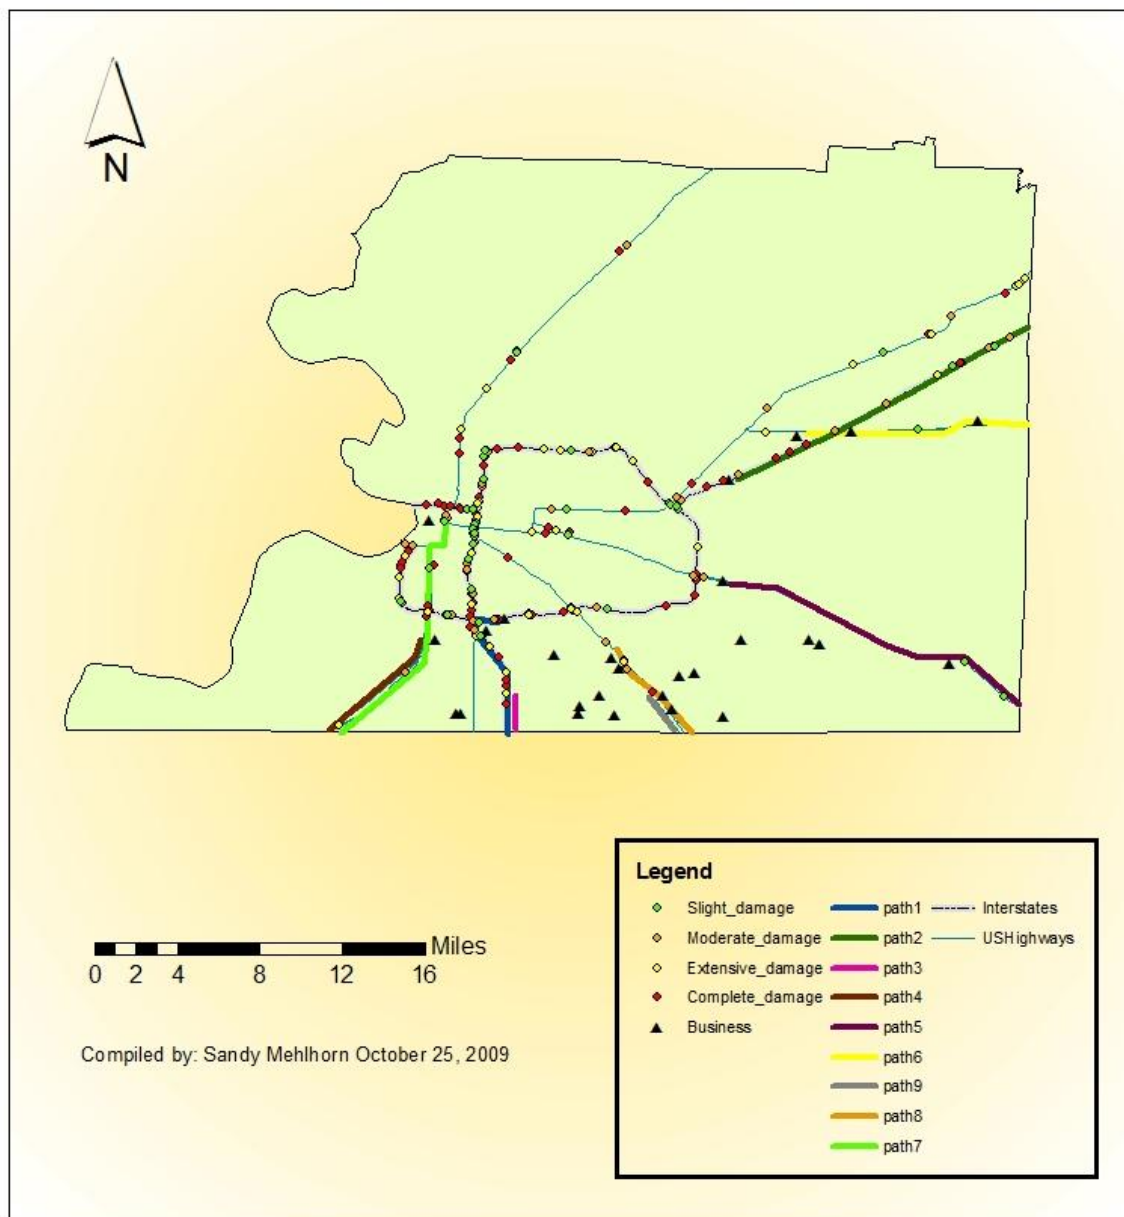 N
Miles
0 2 4 8 12 16
Compiled by: Sandy Mehlhorn October 25, 2009
Legend
Slight_damage path1 Interstates
Moderate_damage path2 USHighways
Extensive_damage path3
Complete_damage path4
Business path5
path6
path9
path8
path7